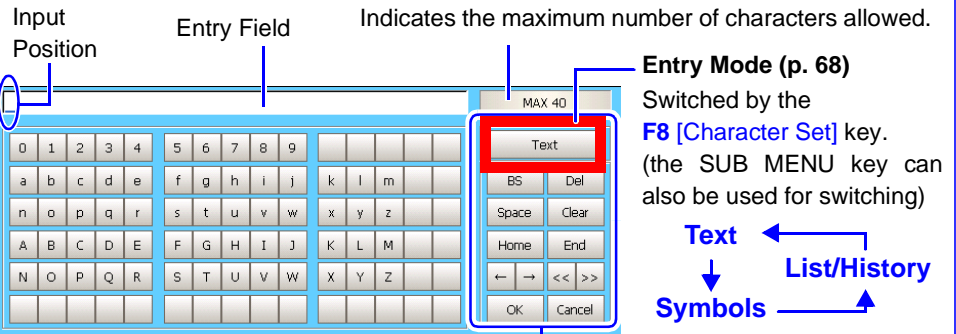 Input
Position
Entry Field
Indicates the maximum number of characters allowed.
Entry Mode (p. 68)
Switched by the
F8 [Character Set] key.
(the SUB MENU key can
also be used for switching)
Text
List/History
Symbols
MAX 40
0 1 2 3 4 5 6 7 8 9
Text
a b c d e f g h i j k l m
BS Del
n o p q r s t u v w x y z
Space Clear
A B C D E F G H I J K L M
Home End
N O P Q R S T U V W X Y Z
← → << >>
OK Cancel